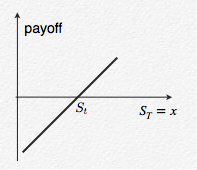 payoff
S_t
S_T = x